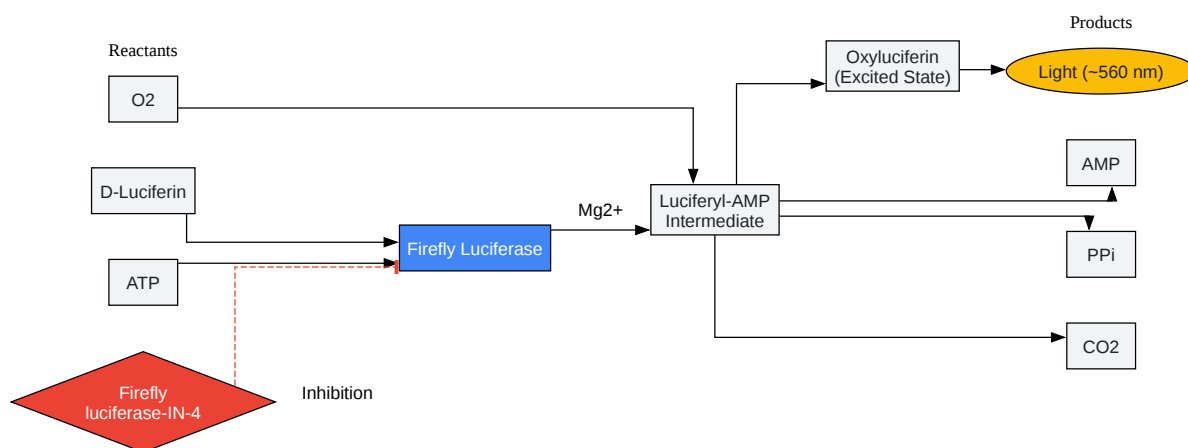 Products
Reactants
Oxyluciferin
(Excited State)
Light (~560 nm)
O2
AMP
D-Luciferin
Luciferyl-AMP
Intermediate
Mg2+
Firefly Luciferase
PPi
ATP
CO2
Firefly
luciferase-IN-4
Inhibition